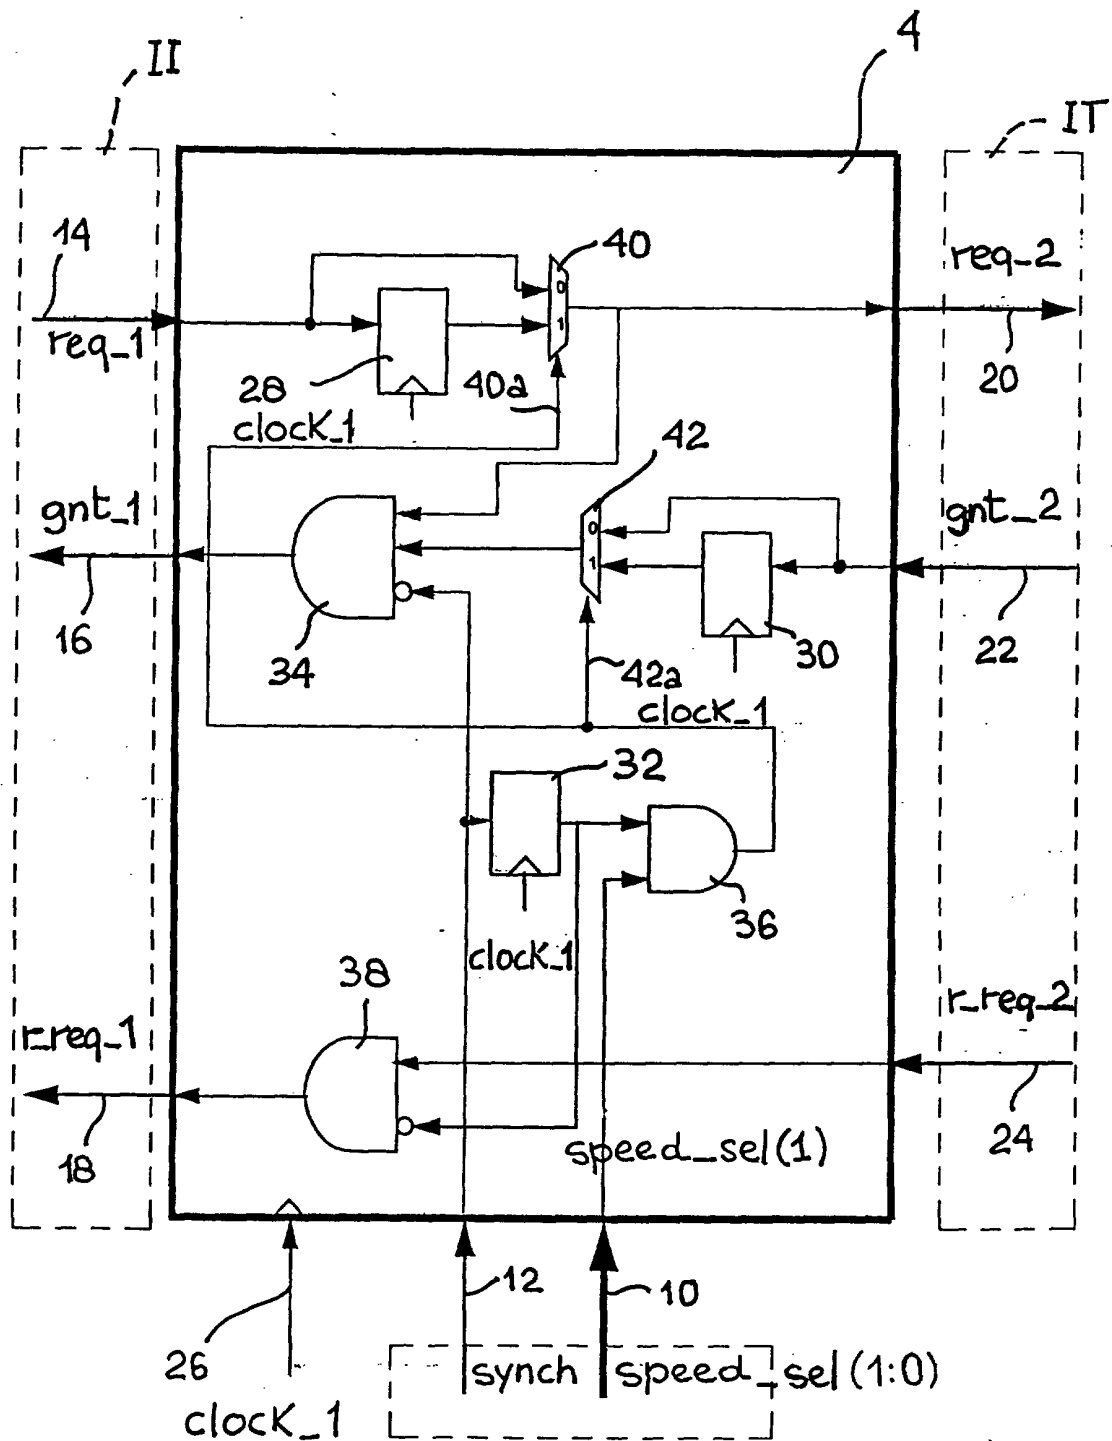 4
II
IT
14
40
req_2
req_1
28
40a
20
clock_1
42
gnt_1
gnt_2
0
1
0
1
16
34
30
22
42a
clock_1
32
36
clock_1
38
r_req_1
r_req_2
18
speed_sel(1)
24
12
10
26
synch
speed_sel(1:0)
clock_1